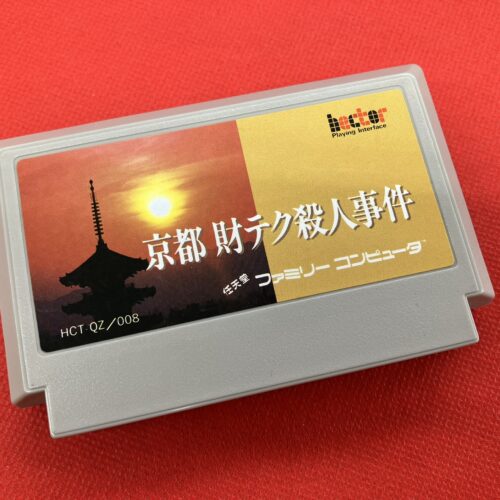 hector
Playing Interface
京都 財テク殺人事件
任天堂 ファミリー コンピュータ
HCT-QZ/008